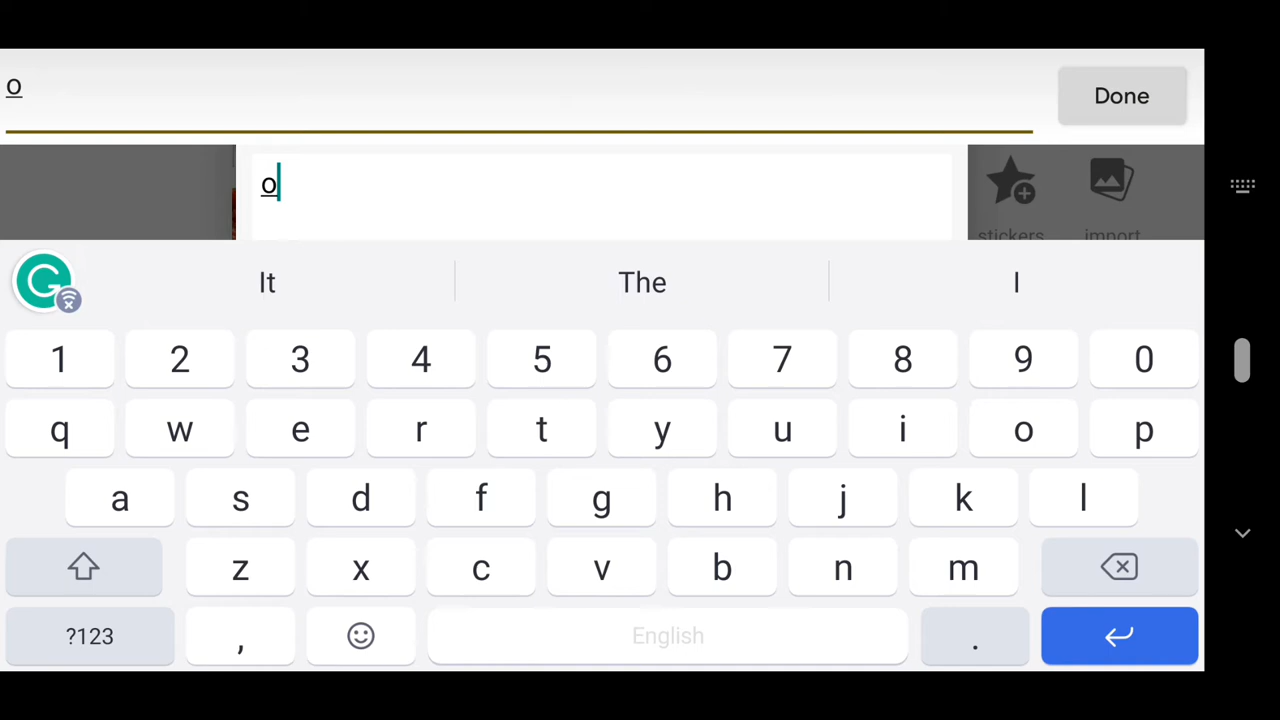 o
Done
o
stickers
import
It
The
I
1 2 3 4 5 6 7 8 9 0
q w e r t y u i o p
a s d f g h j k l
z x c v b n m
?123 , English .